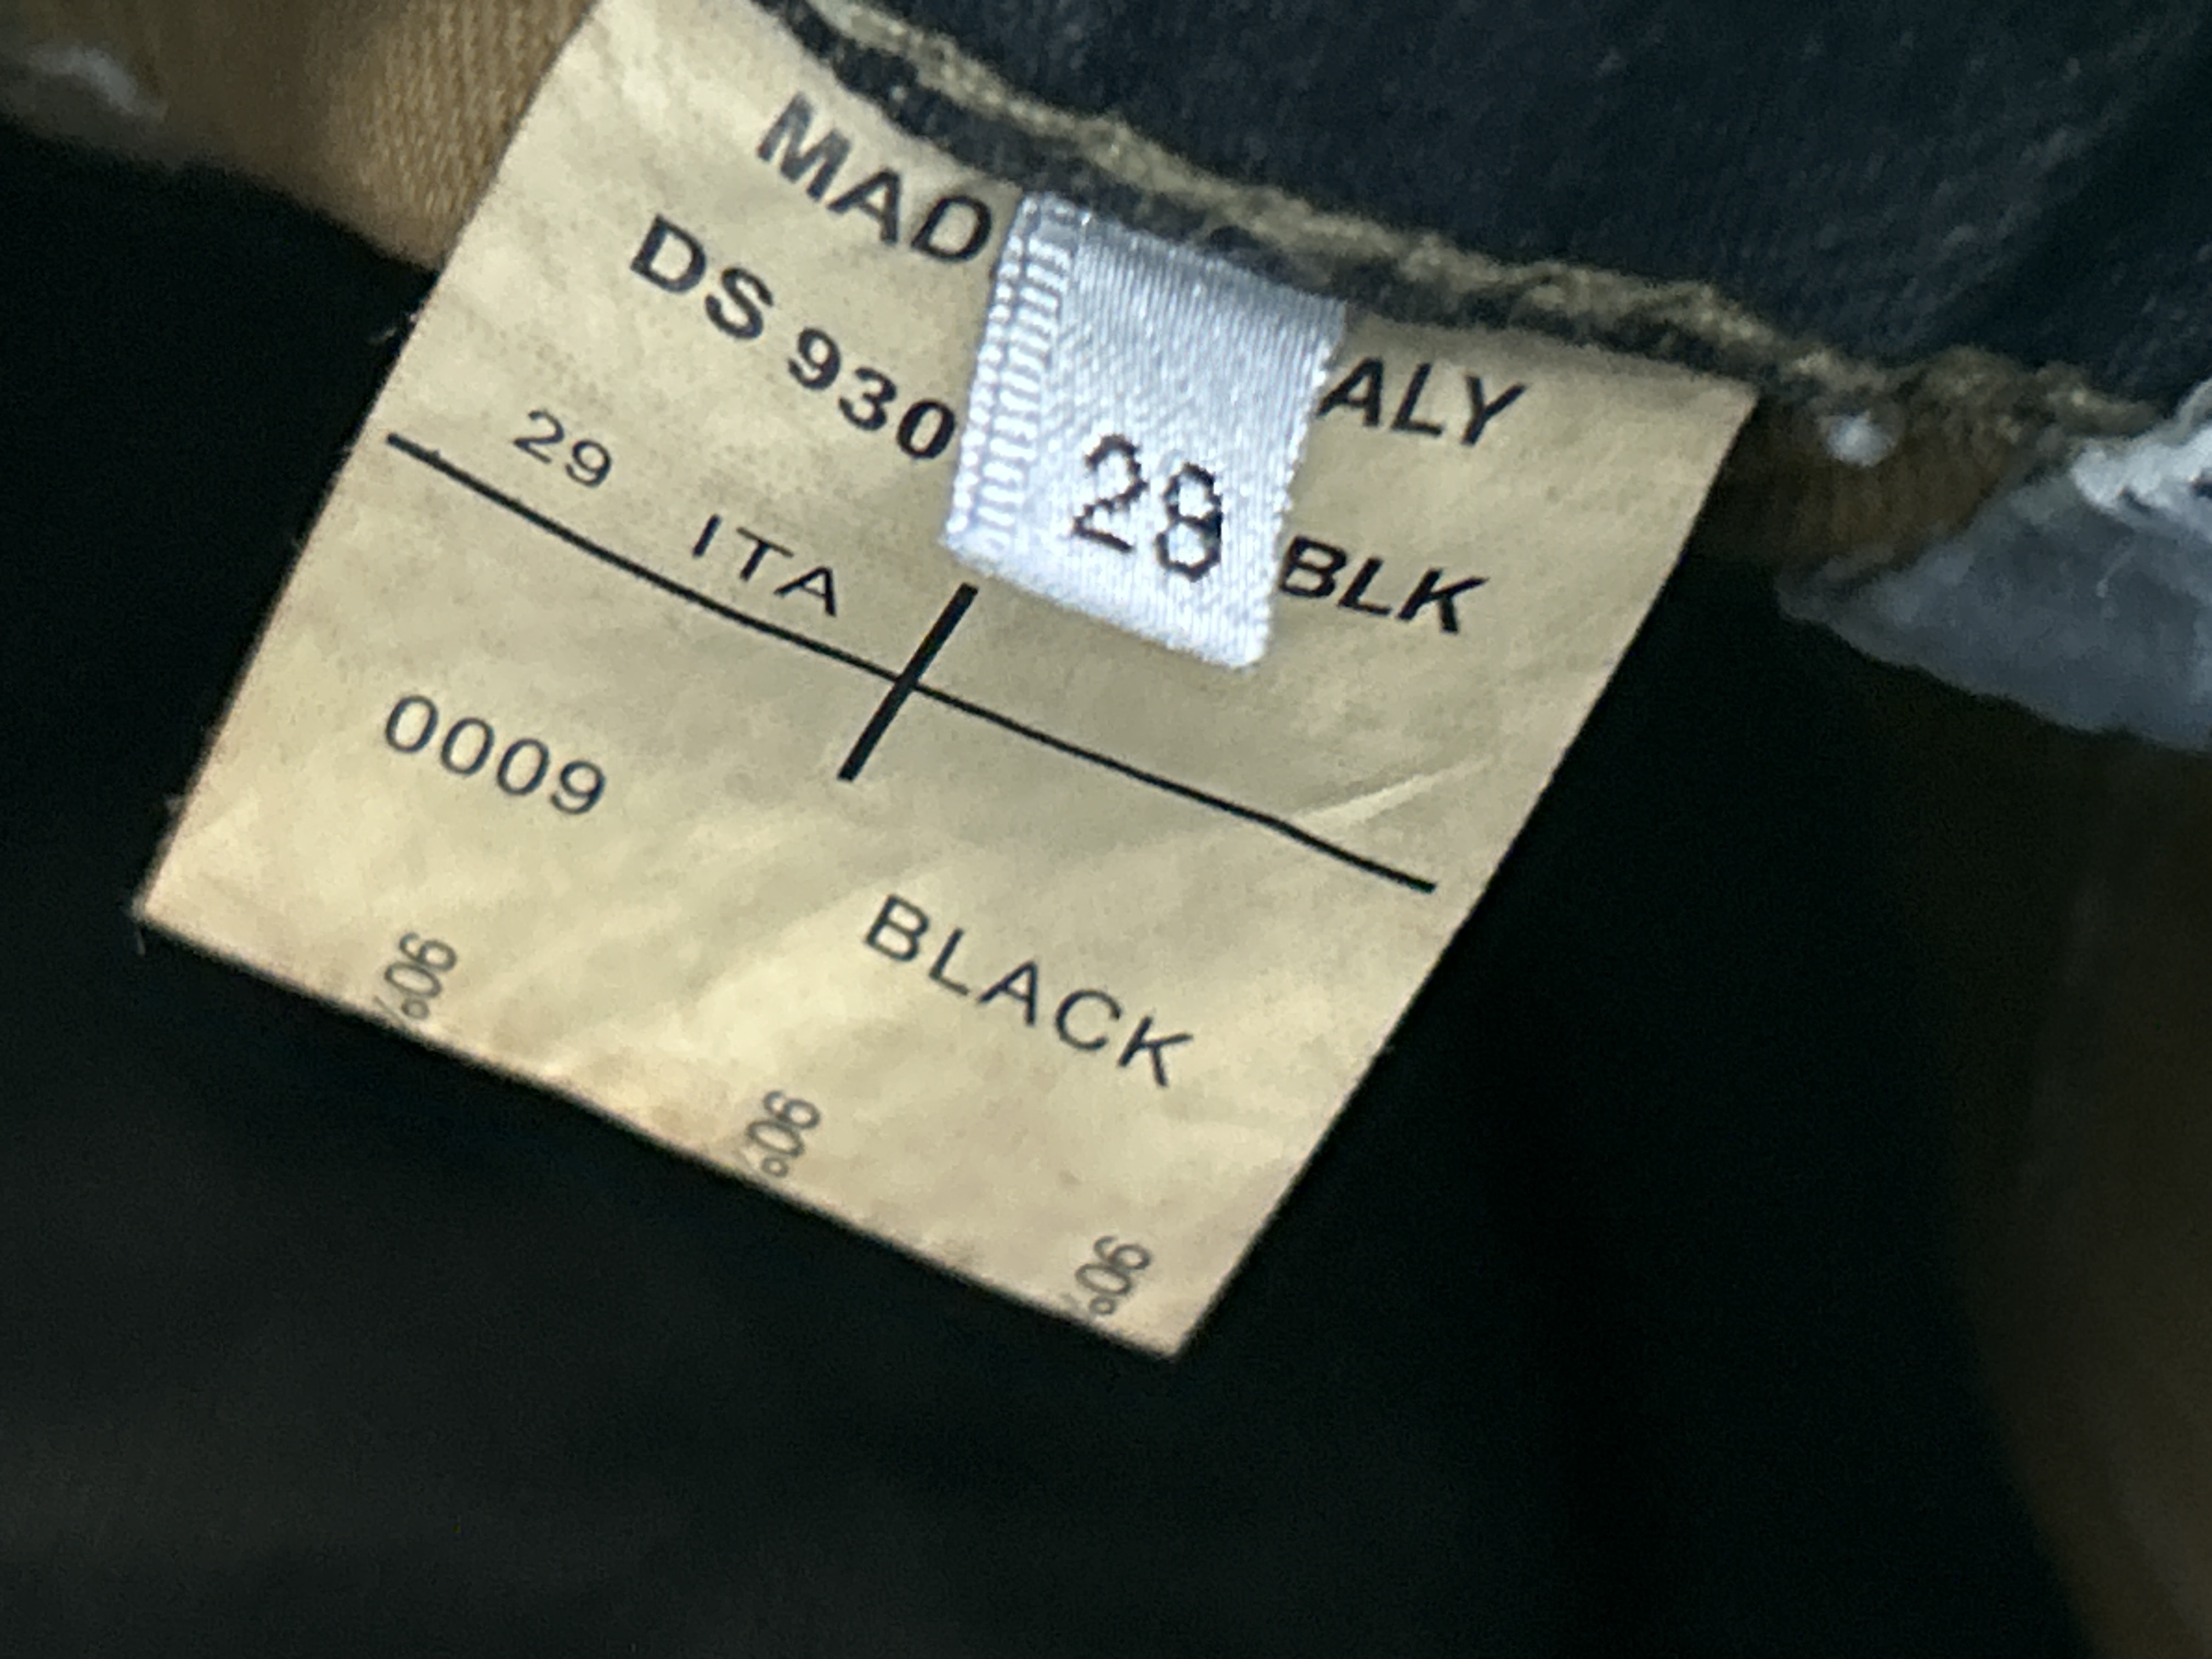 MAD ALY
DS 930 BLK
28
29 ITA
0009
BLACK
90%
90%
90%